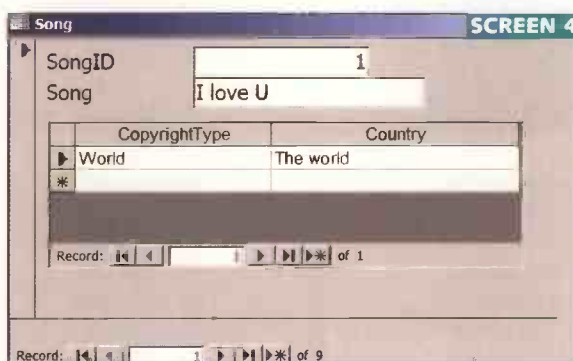 Song
SCREEN 4
SongID 1
Song I love U
CopyrightType Country
World The world
Record: 1 of 1
Record: 1 of 9